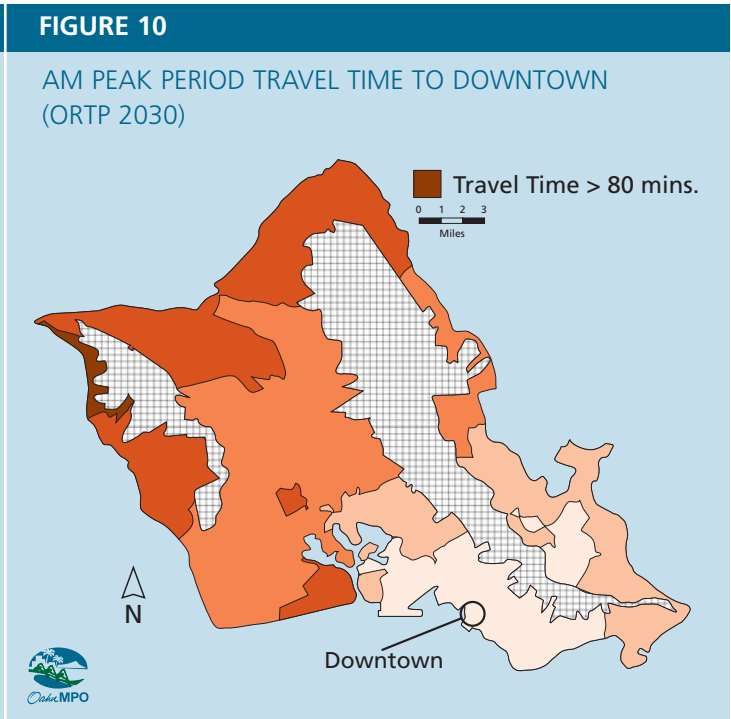 FIGURE 10
AM PEAK PERIOD TRAVEL TIME TO DOWNTOWN
(ORTP 2030)
Travel Time > 80 mins.
0 1 2 3
Miles
N
Downtown
OahuMPO